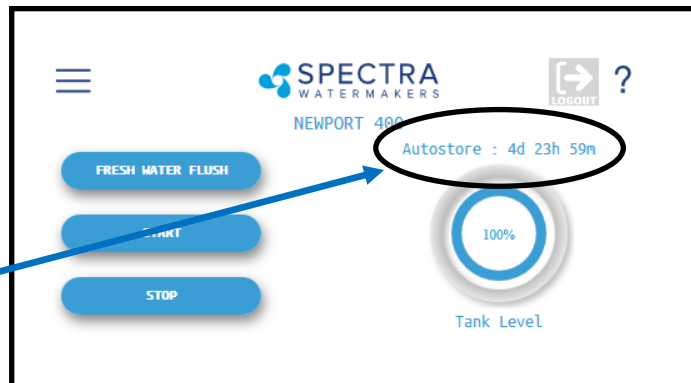 SPECTRA
WATERMAKERS
LOGOUT
?
NEWPORT 400
Autostore : 4d 23h 59m
FRESH WATER FLUSH
START
100%
STOP
Tank Level